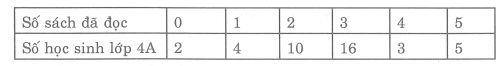 Số sách đã đọc 0 1 2 3 4 5
Số học sinh lớp 4A 2 4 10 16 3 5